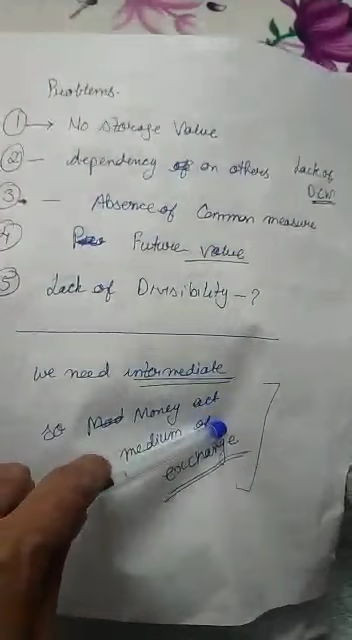 Problems.
① → No storage Value
② - dependency of on others Lack of
DCW
③ - Absence of Common measure
4 Future value
⑤ Lack of Divisibility - ?
we need intermediate
so Money act
medium of
exchange